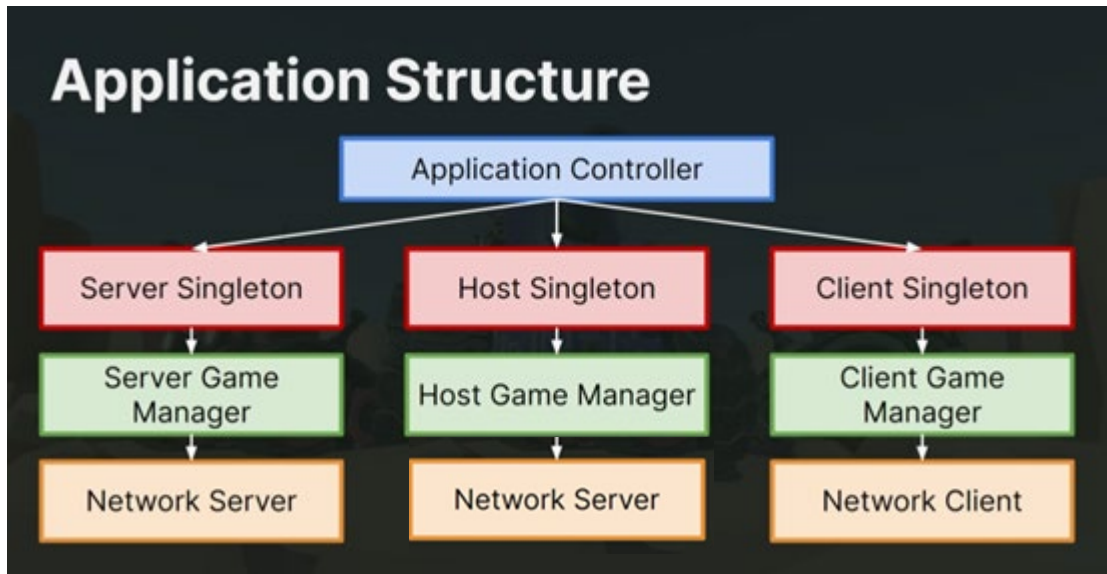 Application Structure
Application Controller
Server Singleton
Host Singleton
Client Singleton
Server Game
Manager
Host Game Manager
Client Game
Manager
Network Server
Network Server
Network Client